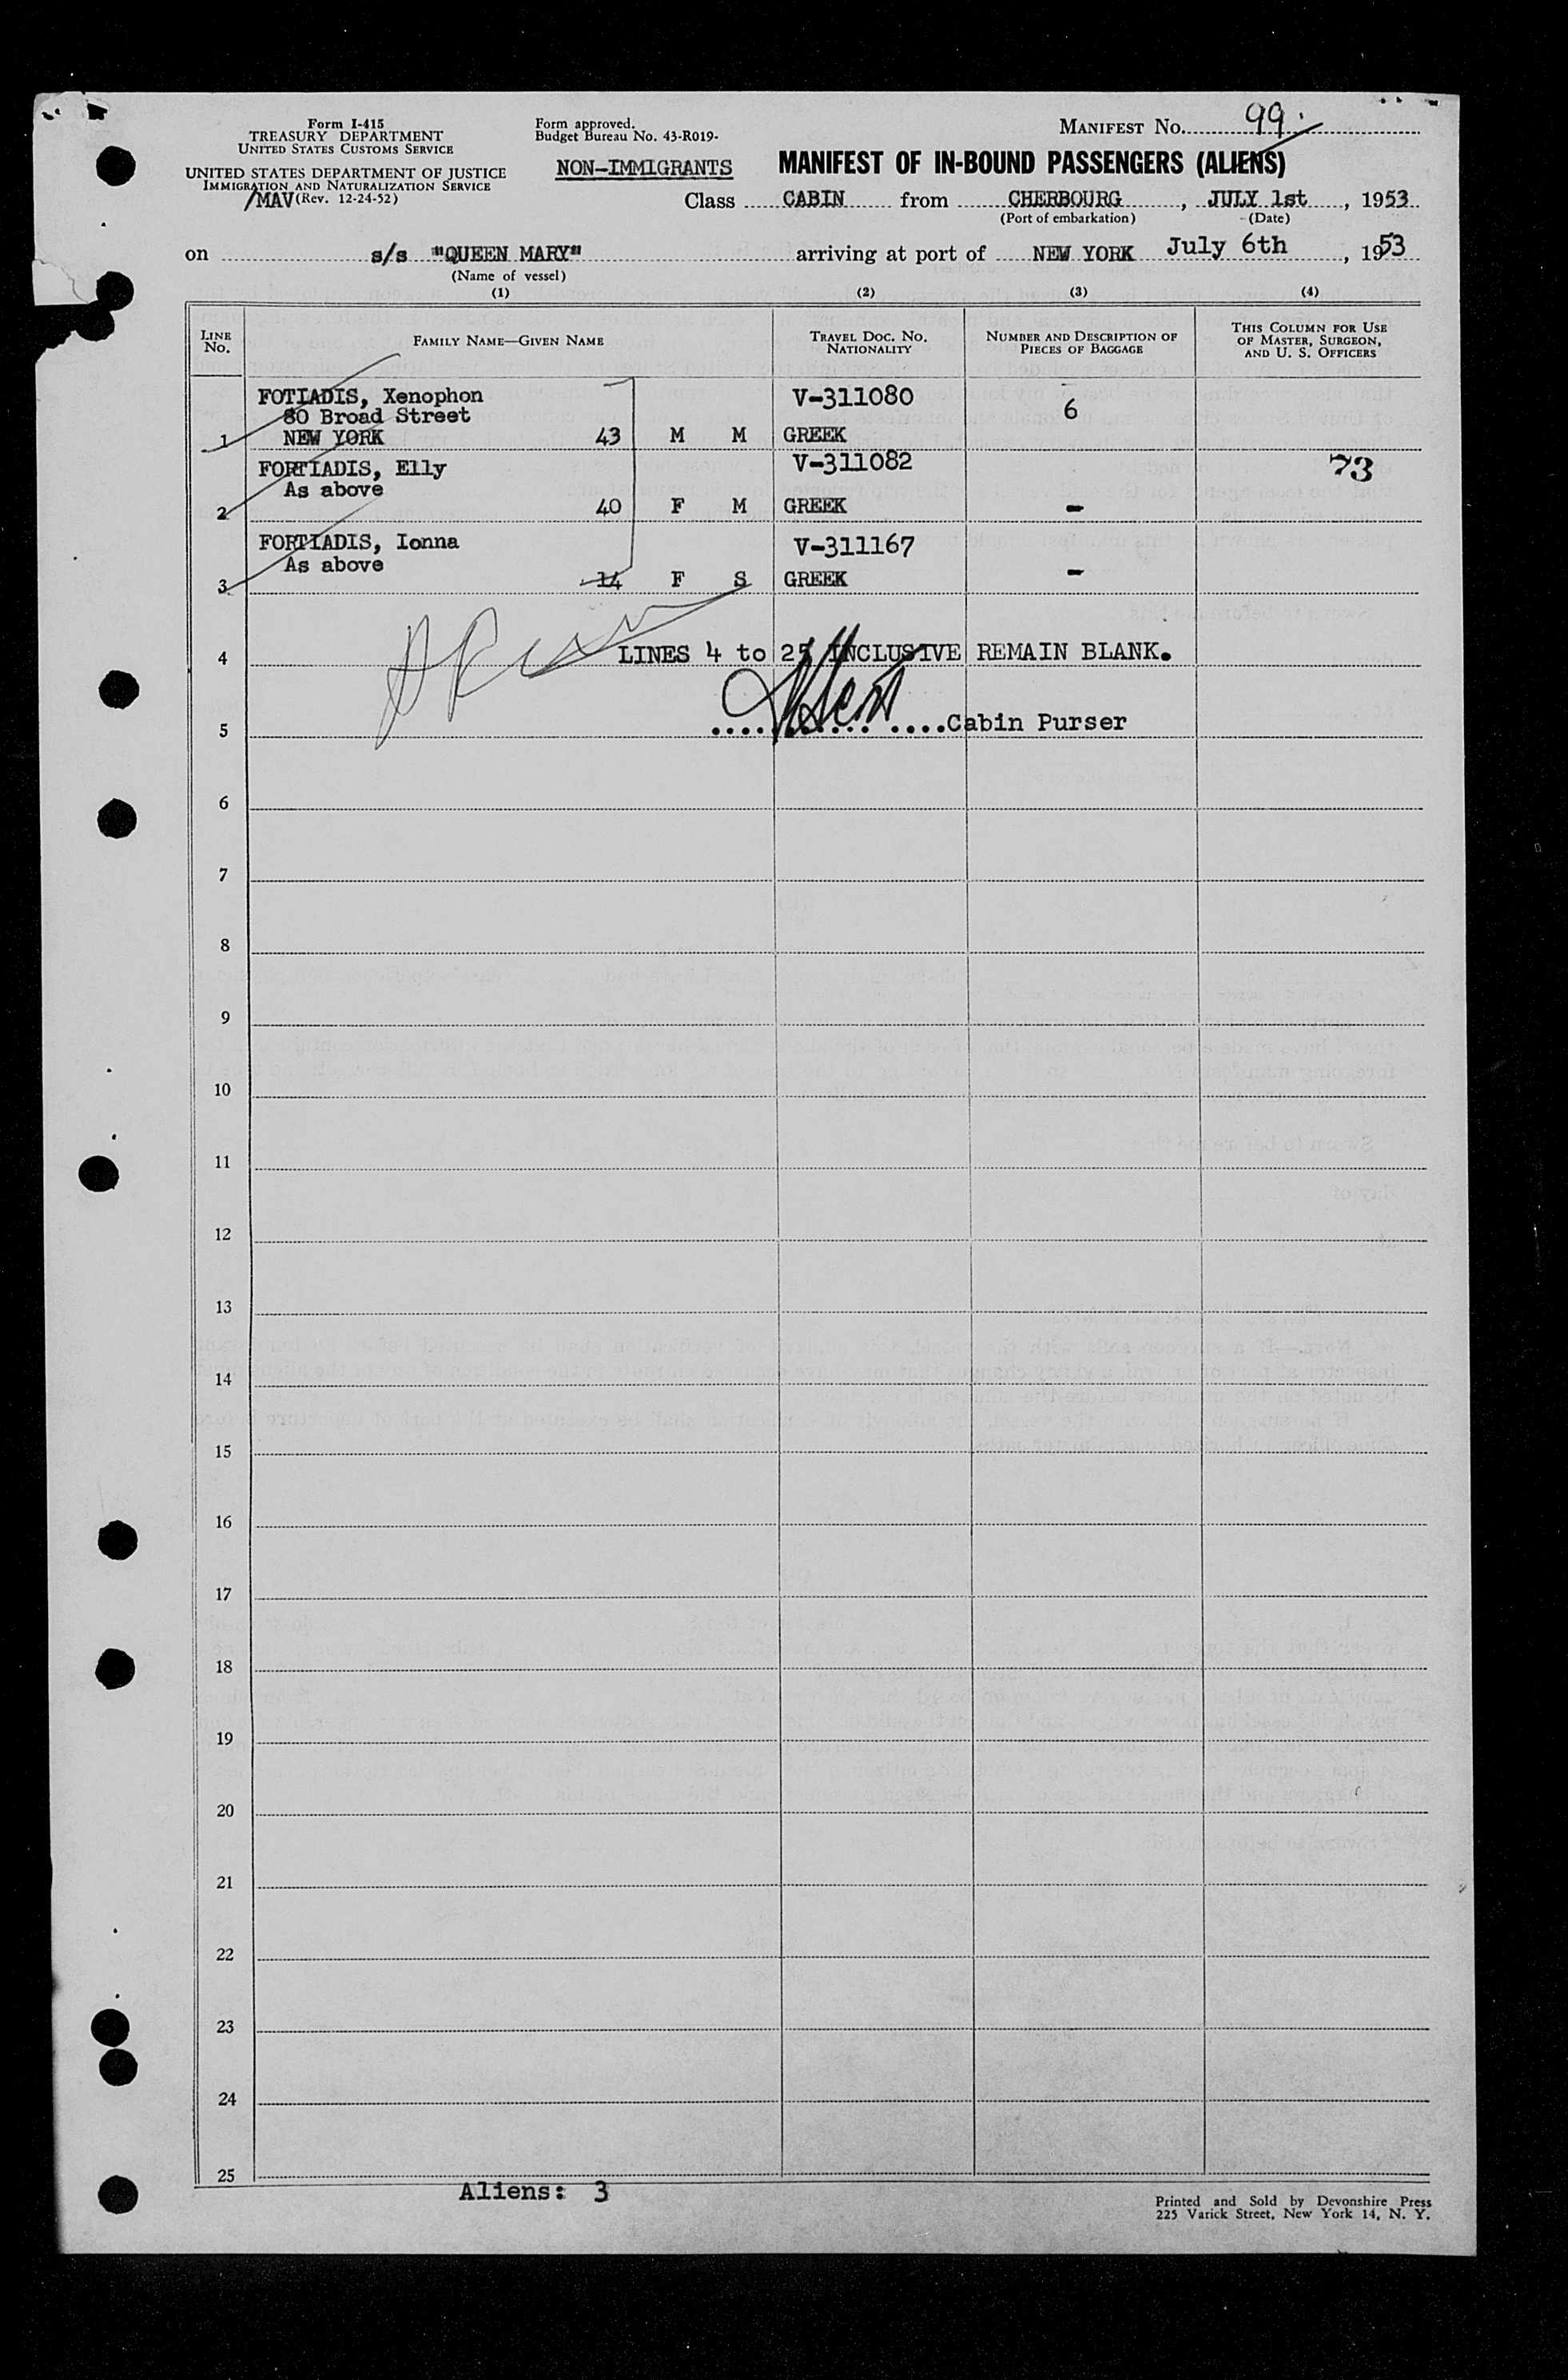 Form I-415
TREASURY DEPARTMENT
UNITED STATES CUSTOMS SERVICE
UNITED STATES DEPARTMENT OF JUSTICE
IMMIGRATION AND NATURALIZATION SERVICE
/MAV (Rev. 12-24-52)
Form approved.
Budget Bureau No. 43-R019-
NON-IMMIGRANTS
MANIFEST NO. 99
MANIFEST OF IN-BOUND PASSENGERS (ALIENS)
Class CABIN from CHERBOURG, JULY 1st, 1953
(Port of embarkation) (Date)
on s/s "QUEEN MARY" arriving at port of NEW YORK July 6th, 1953
(Name of vessel)
(1) (2) (3) (4)
LINE NO. FAMILY NAME—GIVEN NAME TRAVEL DOC. NO. NATIONALITY NUMBER AND DESCRIPTION OF PIECES OF BAGGAGE THIS COLUMN FOR USE OF MASTER, SURGEON, AND U. S. OFFICERS
FOTIADIS, Xenophon V-311080 6
80 Broad Street
1 NEW YORK 43 M M GREEK
FORTIADIS, Elly V-311082 73
As above
2 40 F M GREEK -
FORTIADIS, Ionna V-311167
As above
3 14 F S GREEK -
4 LINES 4 to 25 INCLUSIVE REMAIN BLANK.
5 Cabin Purser
6
7
8
9
10
11
12
13
14
15
16
17
18
19
20
21
22
23
24
25
Aliens: 3
Printed and Sold by Devonshire Press
225 Varick Street, New York 14, N. Y.